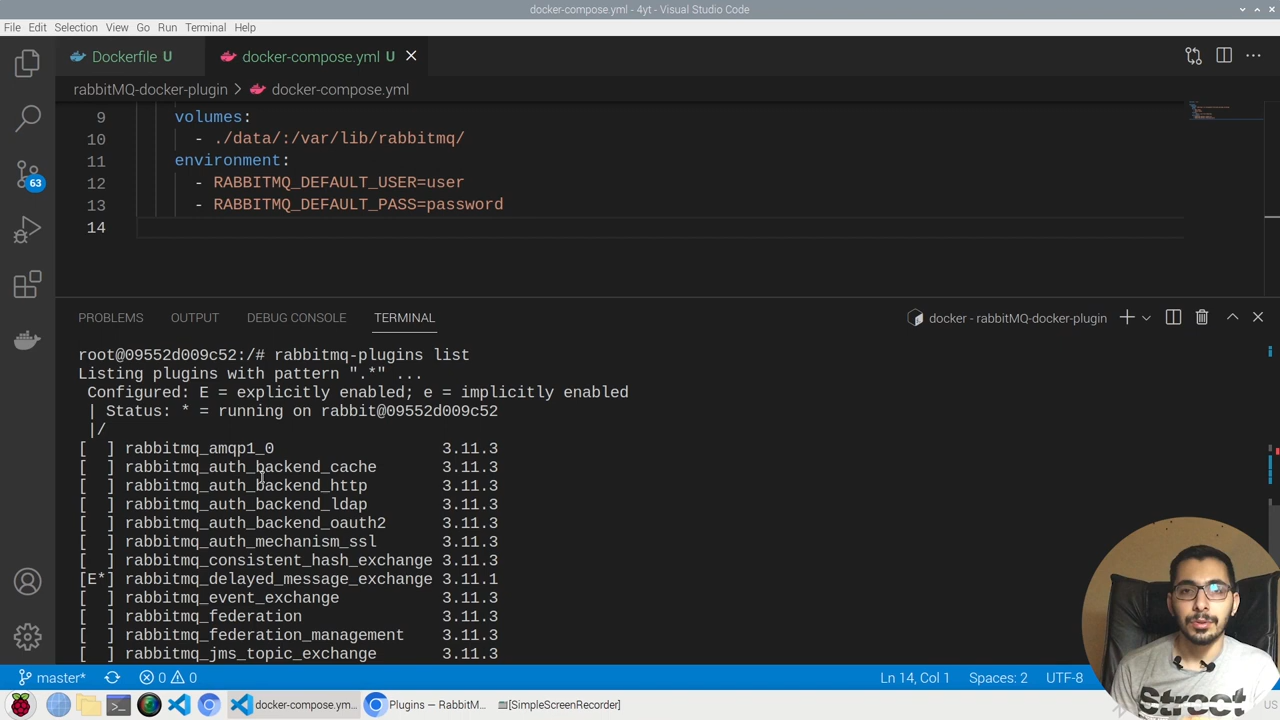 docker-compose.yml - 4yt - Visual Studio Code
File Edit Selection View Go Run Terminal Help
Dockerfile U docker-compose.yml U
rabbitMQ-docker-plugin > docker-compose.yml
9 volumes:
10 - ./data/:/var/lib/rabbitmq/
11 environment:
12 - RABBITMQ_DEFAULT_USER=user
13 - RABBITMQ_DEFAULT_PASS=password
14
63
PROBLEMS OUTPUT DEBUG CONSOLE TERMINAL
docker - rabbitMQ-docker-plugin
root@09552d009c52:/# rabbitmq-plugins list
Listing plugins with pattern ".*" ...
Configured: E = explicitly enabled; e = implicitly enabled
| Status: * = running on rabbit@09552d009c52
|/
[  ] rabbitmq_amqp1_0 3.11.3
[  ] rabbitmq_auth_backend_cache 3.11.3
[  ] rabbitmq_auth_backend_http 3.11.3
[  ] rabbitmq_auth_backend_ldap 3.11.3
[  ] rabbitmq_auth_backend_oauth2 3.11.3
[  ] rabbitmq_auth_mechanism_ssl 3.11.3
[  ] rabbitmq_consistent_hash_exchange 3.11.3
[E*] rabbitmq_delayed_message_exchange 3.11.1
[  ] rabbitmq_event_exchange 3.11.3
[  ] rabbitmq_federation 3.11.3
[  ] rabbitmq_federation_management 3.11.3
[  ] rabbitmq_jms_topic_exchange 3.11.3
master* 0 0 Ln 14, Col 1 Spaces: 2 UTF-8
docker-compose.ym... Plugins — RabbitM... [SimpleScreenRecorder] US
Street